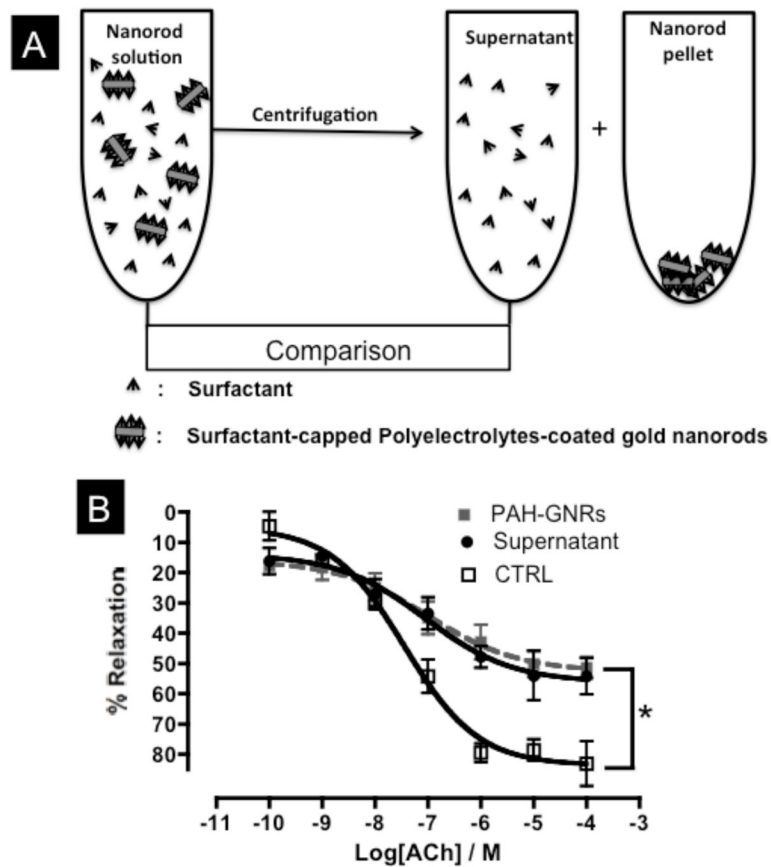 A
Nanorod
solution
Centrifugation
Supernatant
+
Nanorod
pellet
Comparison
: Surfactant
: Surfactant-capped Polyelectrolytes-coated gold nanorods
B
PAH-GNRs
Supernatant
CTRL
% Relaxation
0
10
20
30
40
50
60
70
80
*
-11 -10 -9 -8 -7 -6 -5 -4 -3
Log[ACh] / M